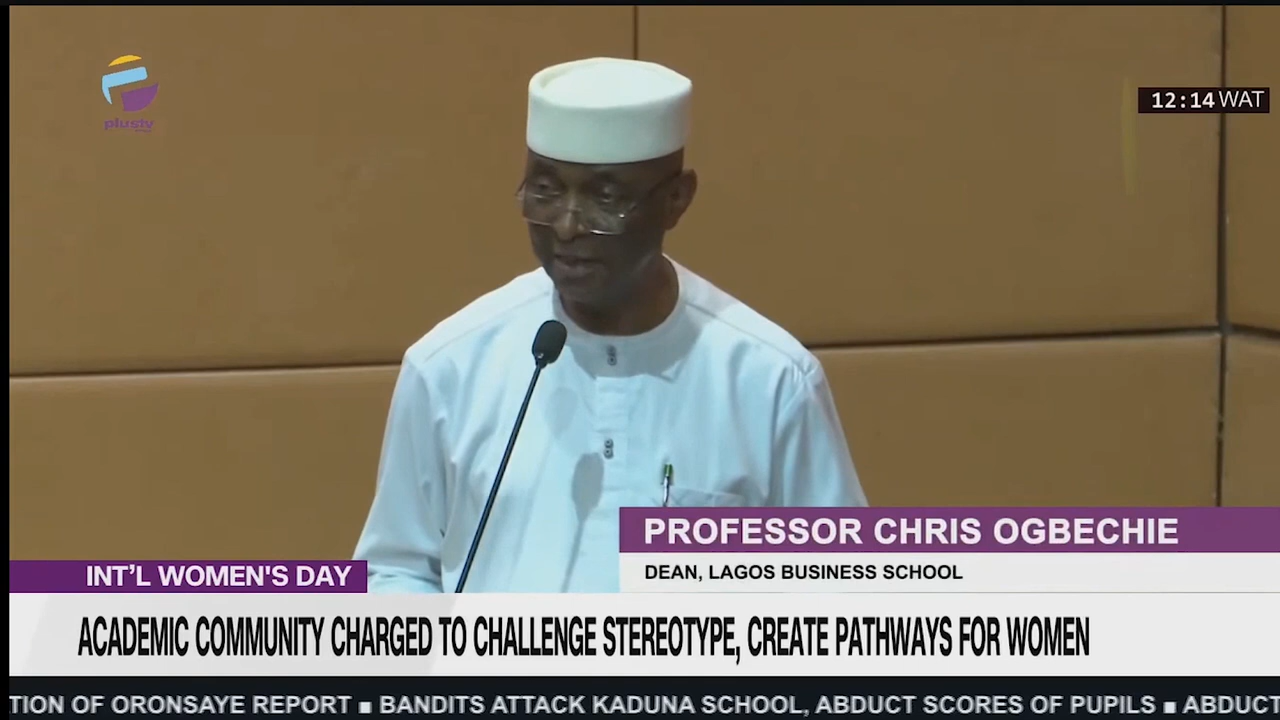 plustv
12:14 WAT
PROFESSOR CHRIS OGBECHIE
DEAN, LAGOS BUSINESS SCHOOL
INT'L WOMEN'S DAY
ACADEMIC COMMUNITY CHARGED TO CHALLENGE STEREOTYPE, CREATE PATHWAYS FOR WOMEN
TION OF ORONSAYE REPORT ■ BANDITS ATTACK KADUNA SCHOOL, ABDUCT SCORES OF PUPILS ■ ABDUCT